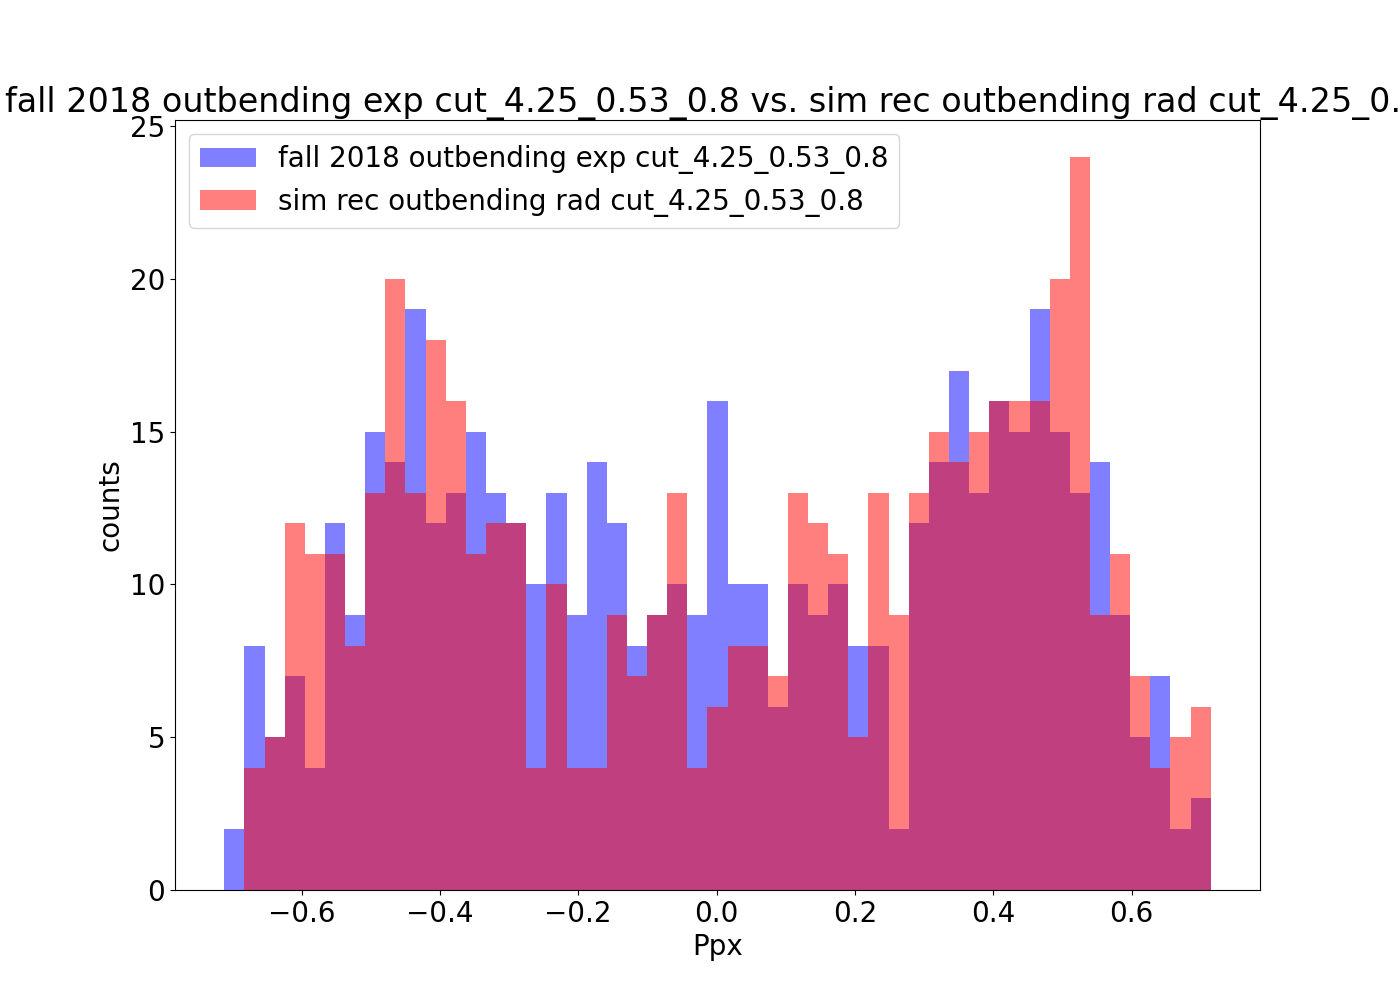 fall 2018 outbending exp cut_4.25_0.53_0.8 vs. sim rec outbending rad cut_4.25_0.
fall 2018 outbending exp cut_4.25_0.53_0.8
sim rec outbending rad cut_4.25_0.53_0.8
counts
25
20
15
10
5
0
−0.6 −0.4 −0.2 0.0 0.2 0.4 0.6
Ppx